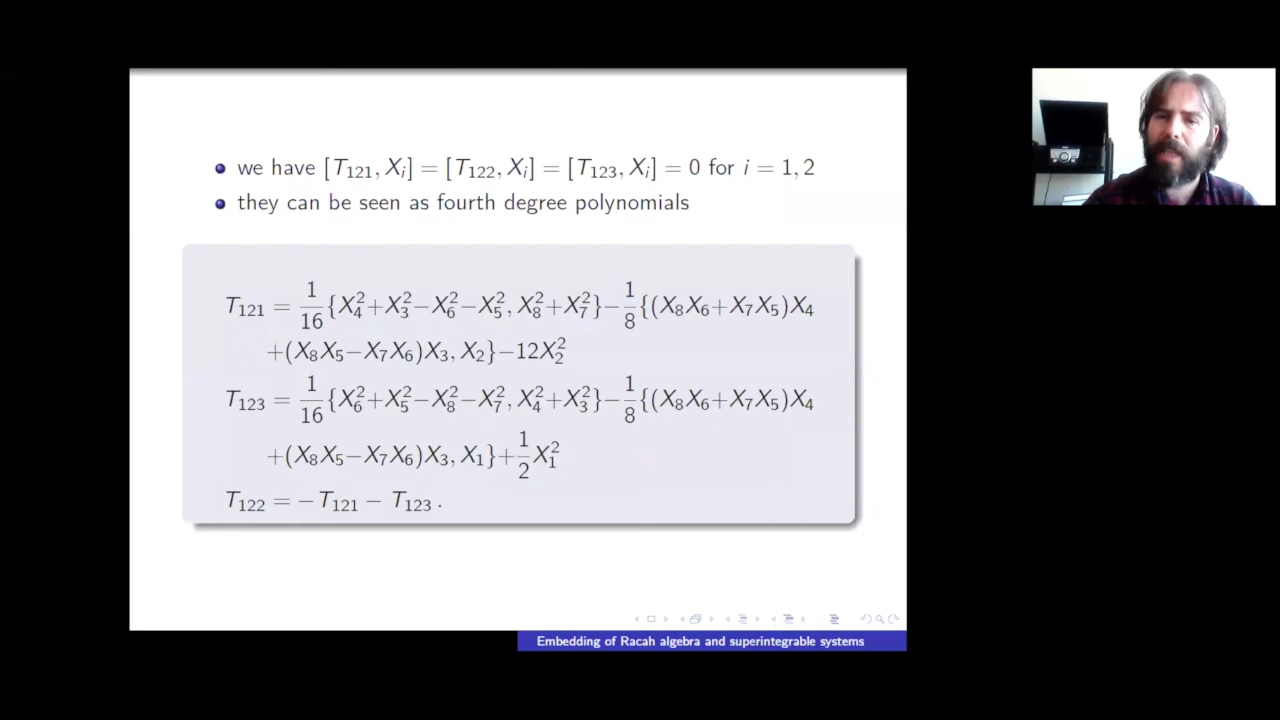 we have [T₁₂₁, Xᵢ] = [T₁₂₂, Xᵢ] = [T₁₂₃, Xᵢ] = 0 for i = 1, 2
they can be seen as fourth degree polynomials
T₁₂₁ = 1/16 {X₄²+X₃²−X₆²−X₅², X₈²+X₇²}−1/8 {(X₈X₆+X₇X₅)X₄
+(X₈X₅−X₇X₆)X₃, X₂}−12X₂²
T₁₂₃ = 1/16 {X₆²+X₅²−X₈²−X₇², X₄²+X₃²}−1/8 {(X₈X₆+X₇X₅)X₄
+(X₈X₅−X₇X₆)X₃, X₁}+1/2 X₁²
T₁₂₂ = −T₁₂₁ − T₁₂₃ .
Embedding of Racah algebra and superintegrable systems